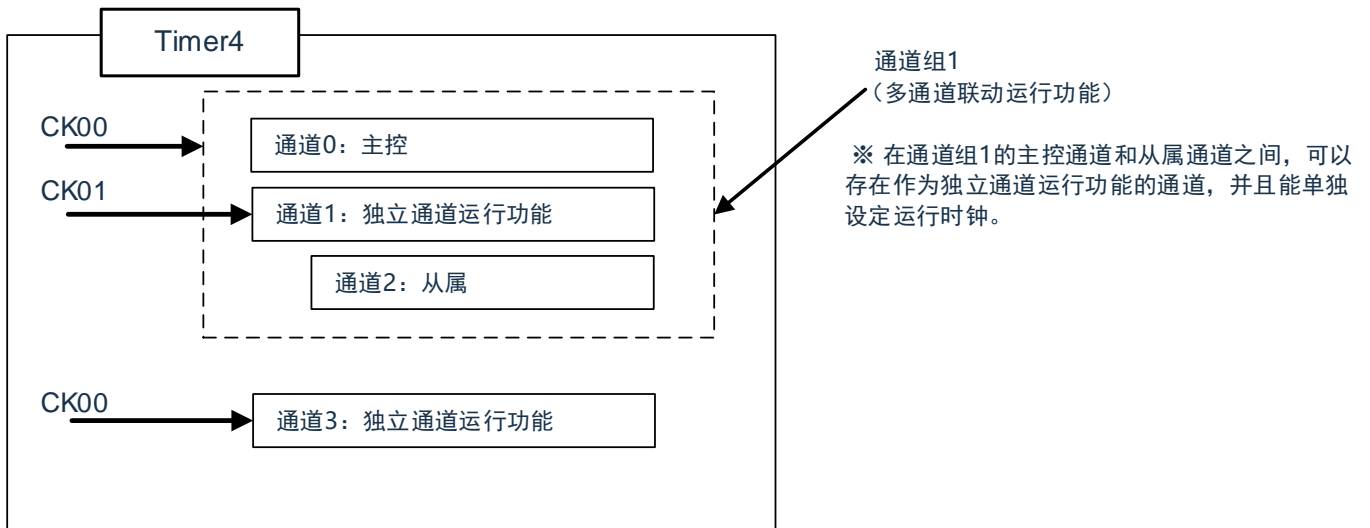 Timer4
通道组1
（多通道联动运行功能）
CK00
通道0：主控
※ 在通道组1的主控通道和从属通道之间，可以
存在作为独立通道运行功能的通道，并且能单独
设定运行时钟。
CK01
通道1：独立通道运行功能
通道2：从属
CK00
通道3：独立通道运行功能